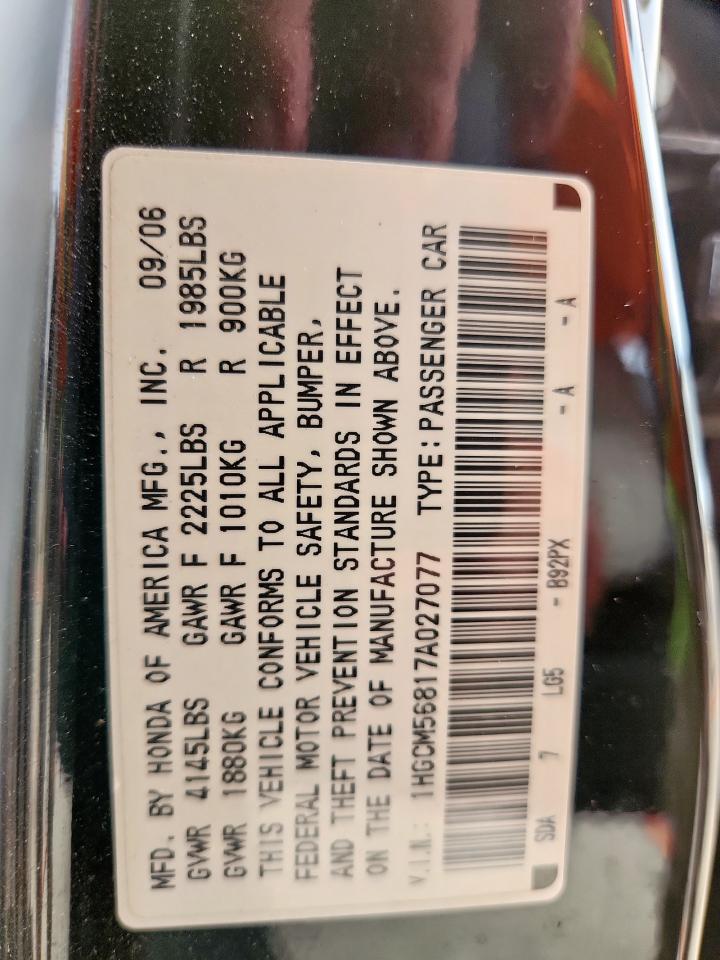 MFD. BY HONDA OF AMERICA MFG., INC. 09/06
GVWR 4145LBS GAWR F 2225LBS R 1985LBS
GVWR 1880KG GAWR F 1010KG R 900KG
THIS VEHICLE CONFORMS TO ALL APPLICABLE
FEDERAL MOTOR VEHICLE SAFETY, BUMPER,
AND THEFT PREVENTION STANDARDS IN EFFECT
ON THE DATE OF MANUFACTURE SHOWN ABOVE.
V.I.N.: 1HGCM56817A027077 TYPE:PASSENGER CAR
SDA 7 LG5 - B92PX - A - A